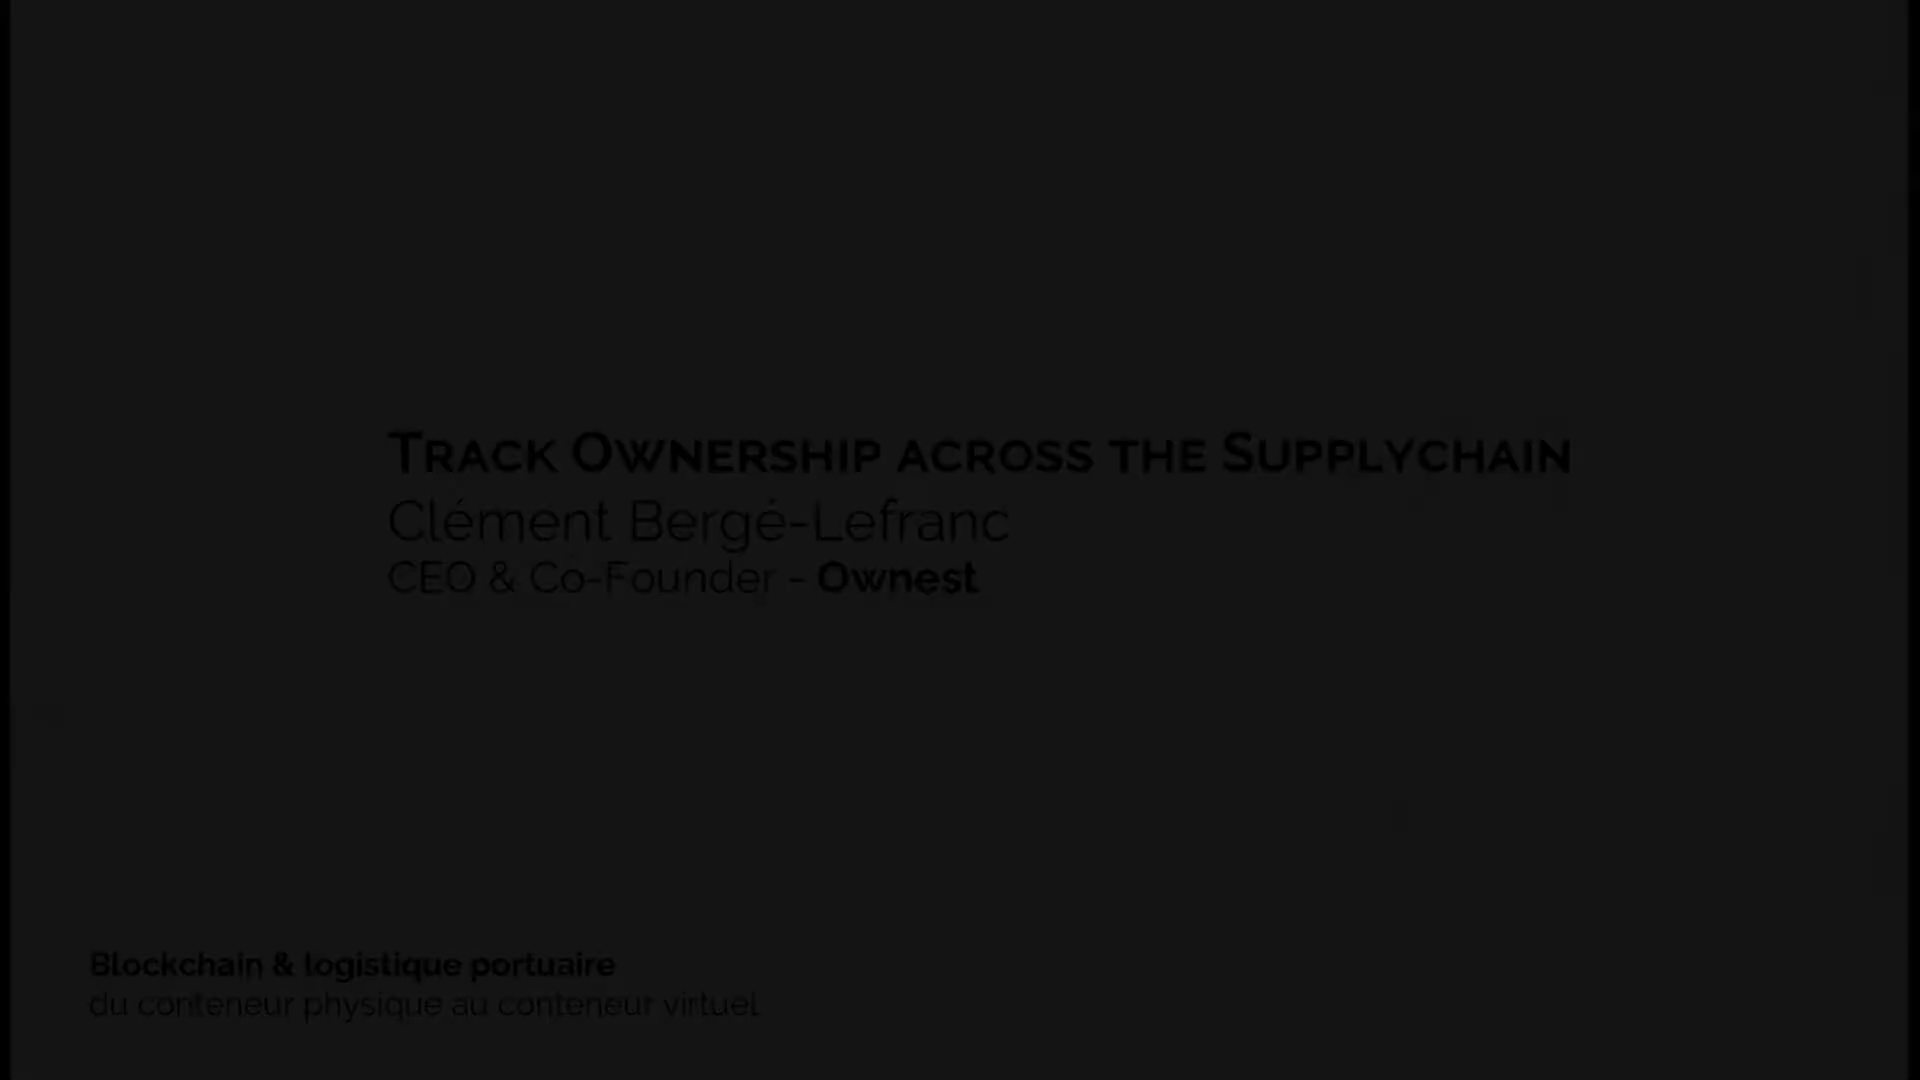 Track Ownership across the Supplychain
Clément Bergé-Lefranc
CEO & Co-Founder - Ownest
Blockchain & logistique portuaire
du conteneur physique au conteneur virtuel